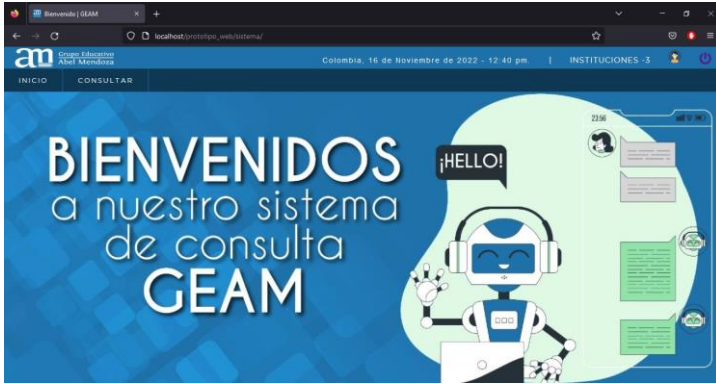 Bienvenido | GEAM
localhost/prototipo_web/sistema/
am Grupo Educativo
Abel Mendoza
Colombia, 16 de Noviembre de 2022 - 12:40 pm. | INSTITUCIONES -3
INICIO CONSULTAR
BIENVENIDOS
a nuestro sistema
de consulta
GEAM
¡HELLO!
23:56